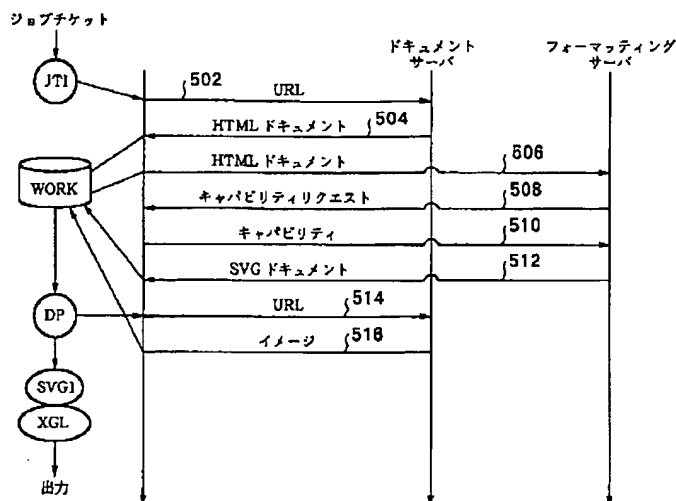 ジョブチケット
ドキュメント
サーバ
フォーマッティング
サーバ
JTI
502
URL
HTML ドキュメント
504
HTML ドキュメント
506
WORK
キャパビリティリクエスト
508
キャパビリティ
510
SVG ドキュメント
512
DP
URL
514
イメージ
516
SVGI
XGL
出力